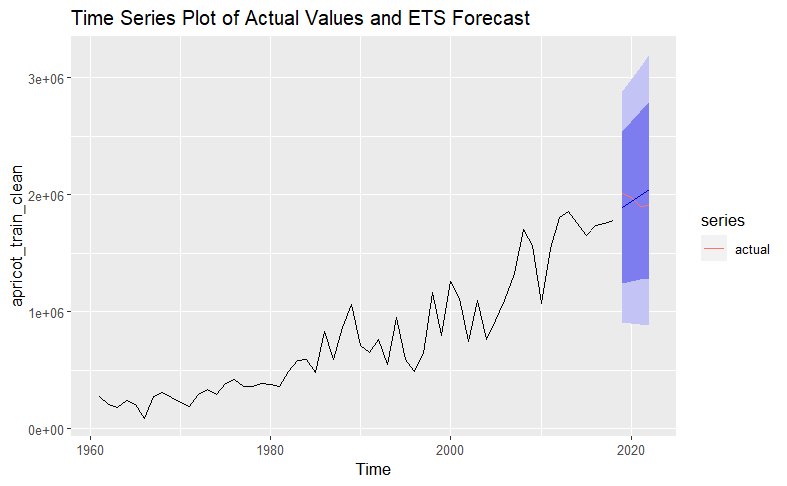 Time Series Plot of Actual Values and ETS Forecast
3e+06
2e+06
1e+06
0e+00
apricot_train_clean
1960
1980
2000
2020
Time
series
actual